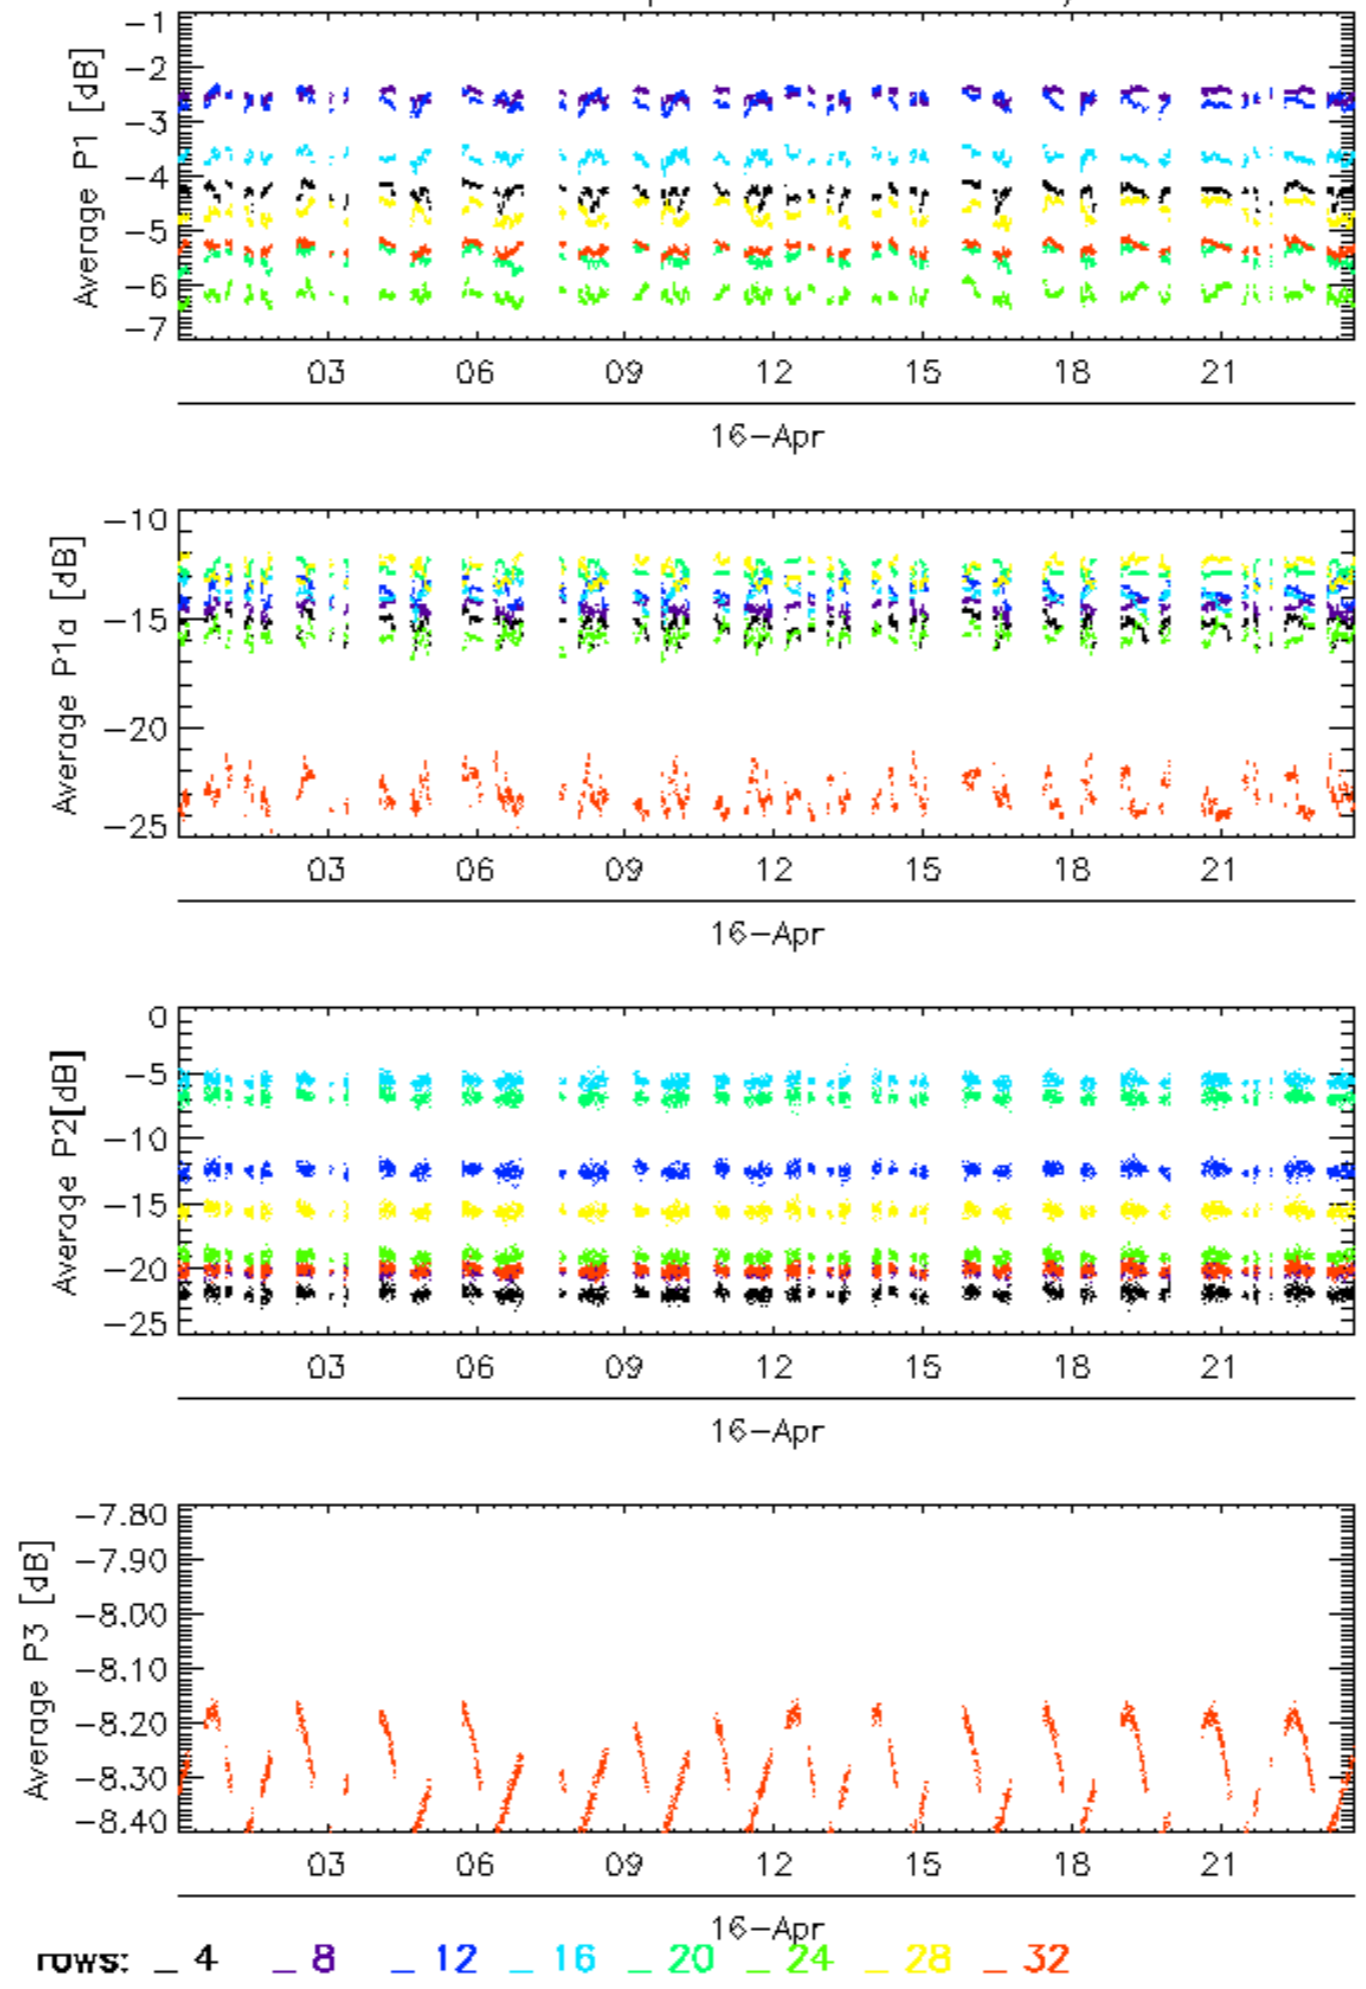 -1
-2
-3
-4
-5
-6
-7
Average P1 [dB]
03 06 09 12 15 18 21
16-Apr
-10
-15
-20
-25
Average P1a [dB]
03 06 09 12 15 18 21
16-Apr
0
-5
-10
-15
-20
-25
Average P2[dB]
03 06 09 12 15 18 21
16-Apr
-7.80
-7.90
-8.00
-8.10
-8.20
-8.30
-8.40
Average P3 [dB]
03 06 09 12 15 18 21
16-Apr
rows: _ 4 _ 8 _ 12 _ 16 _ 20 _ 24 _ 28 _ 32